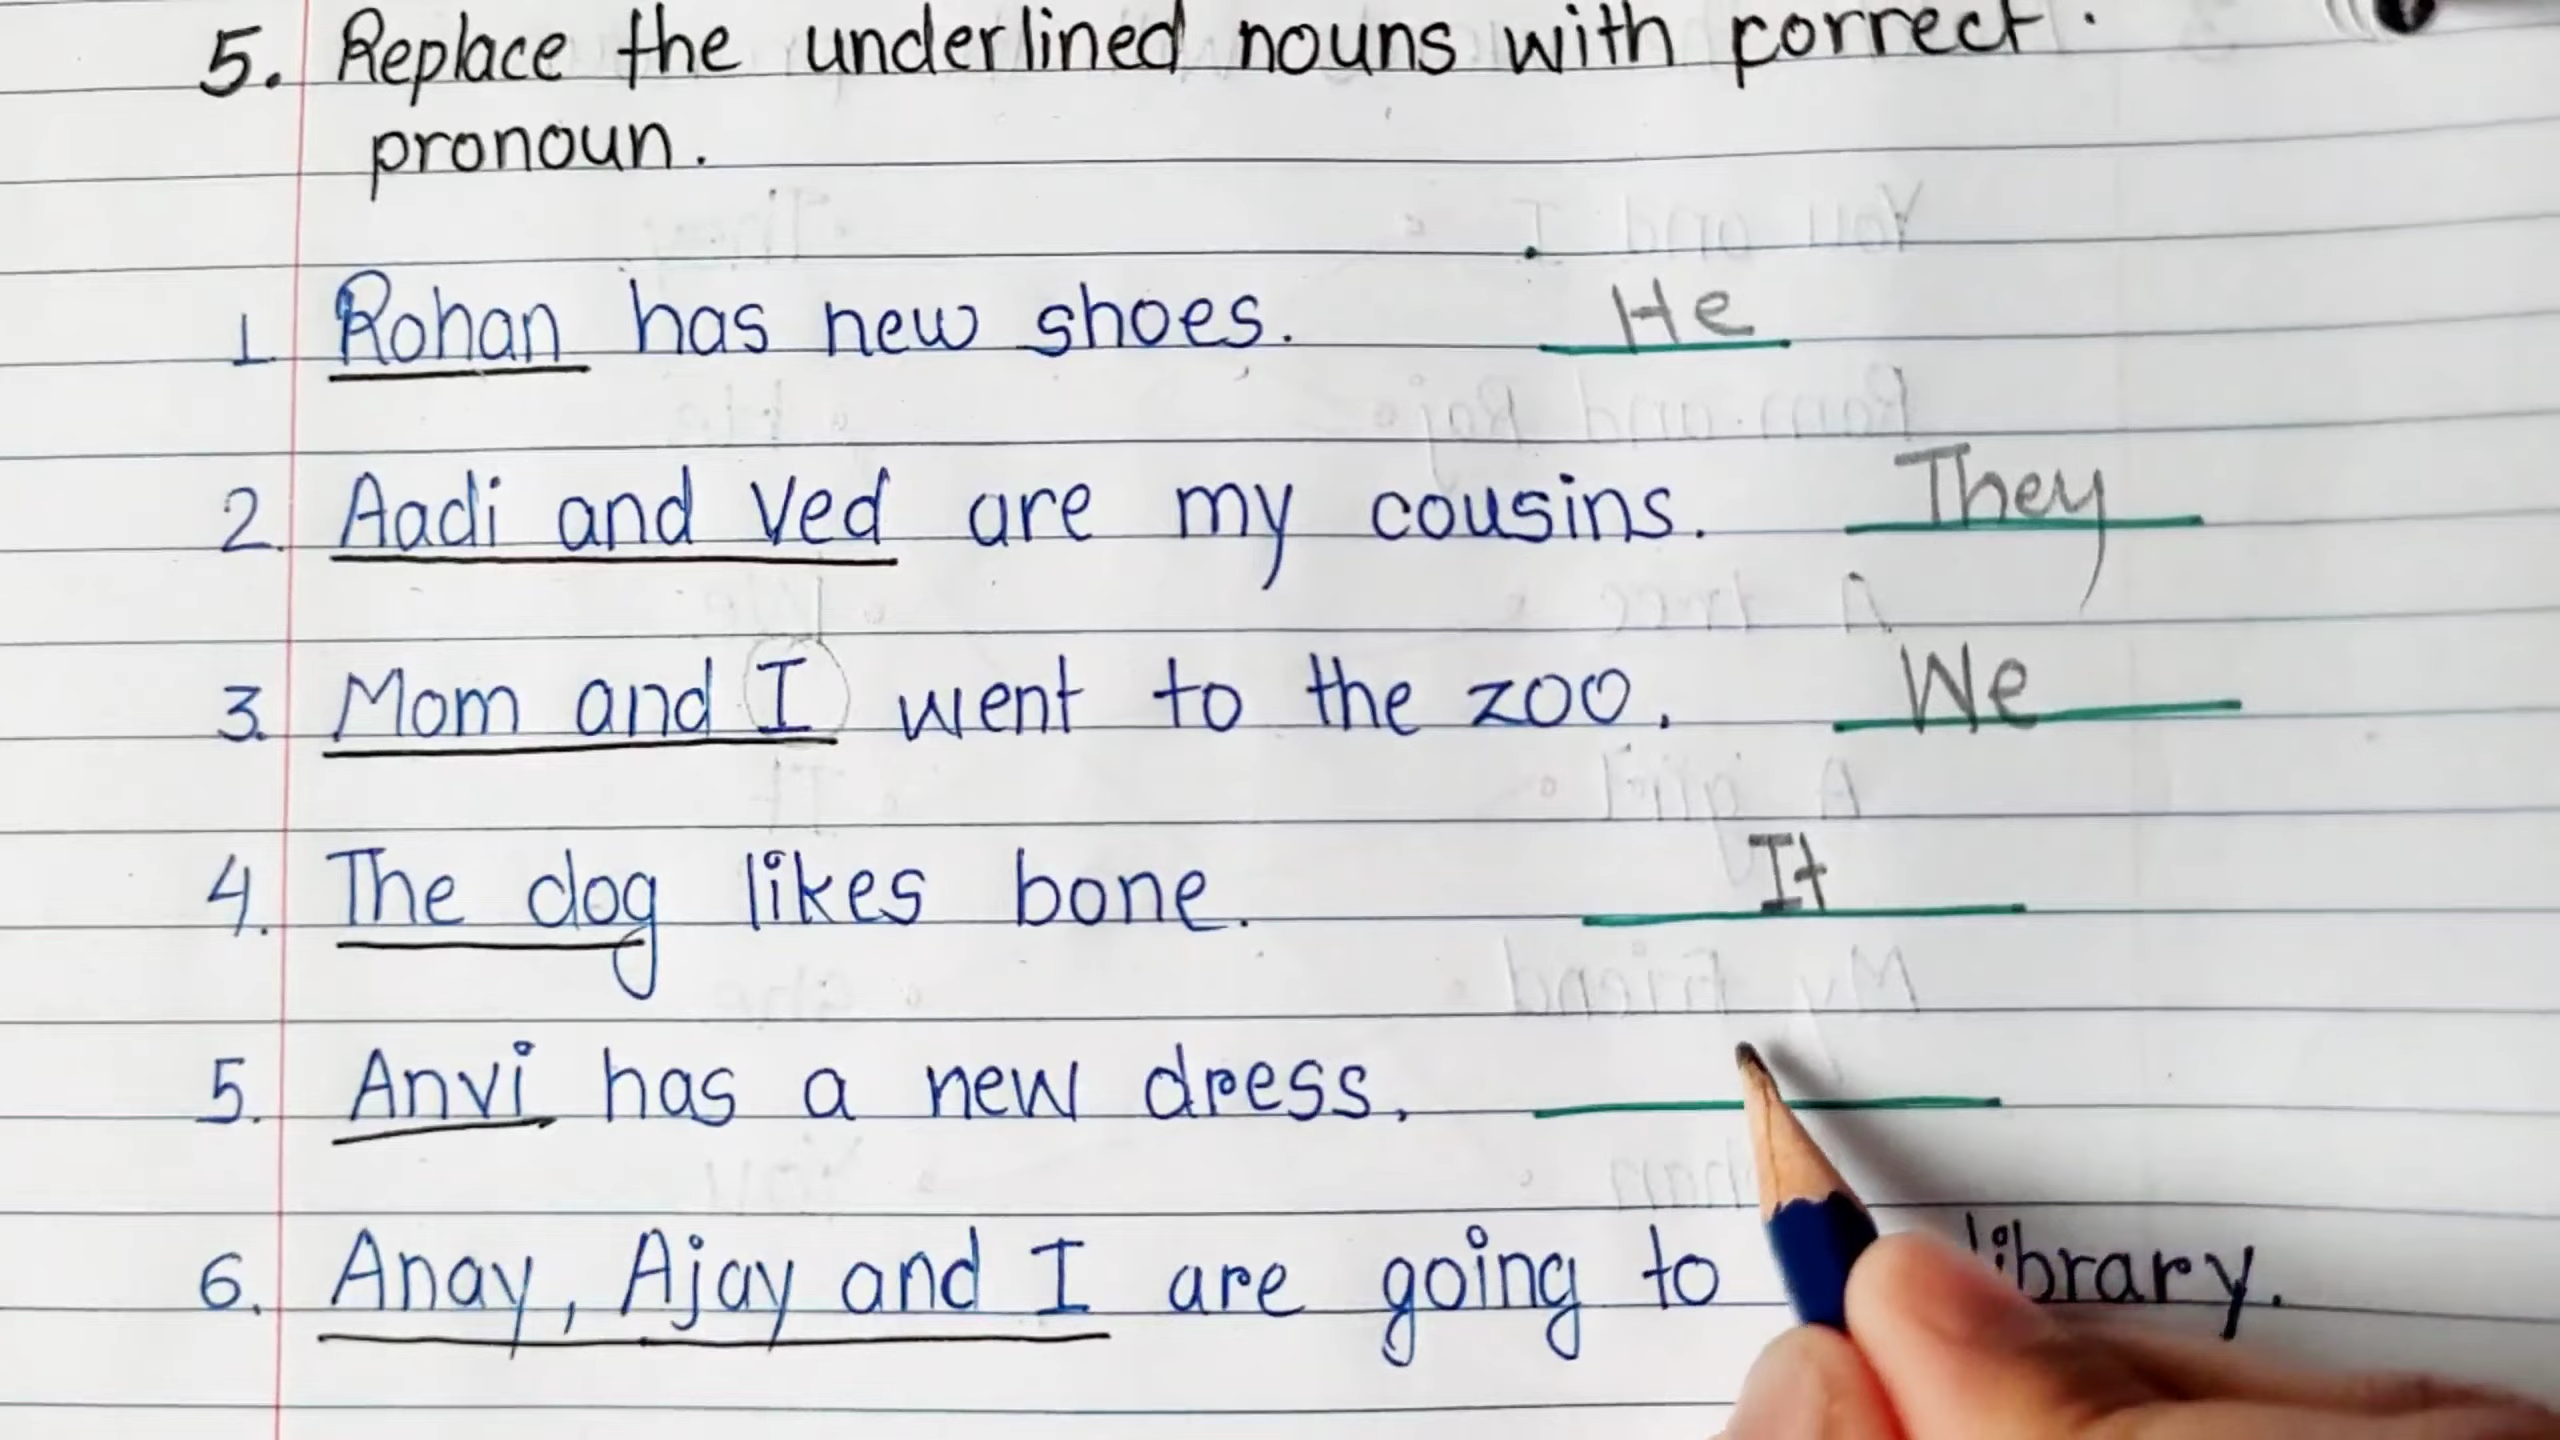 5. Replace the underlined nouns with correct
pronoun.
1 Rohan has new shoes. He
2. Aadi and Ved are my cousins. They
3. Mom and I went to the zoo. We
4. The dog likes bone. It
5. Anvi has a new dress.
6. Anay, Ajay and I are going to library.